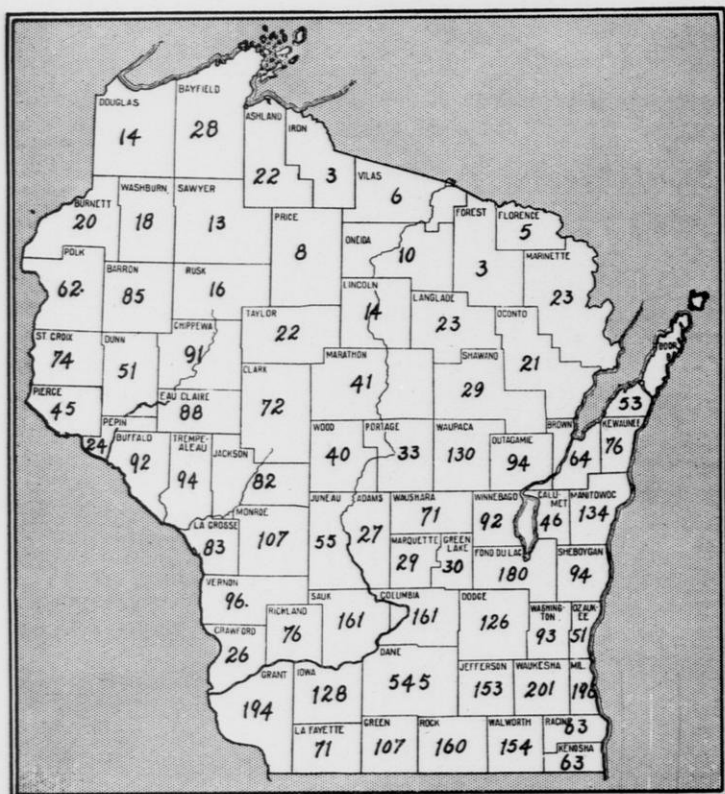 DOUGLAS
14
BAYFIELD
28
ASHLAND
22
IRON
3
VILAS
6
BURNETT
20
WASHBURN
18
SAWYER
13
PRICE
8
ONEIDA
10
FOREST
3
FLORENCE
5
MARINETTE
23
POLK
62
BARRON
85
RUSK
16
LINCOLN
14
LANGLADE
23
OCONTO
21
TAYLOR
22
CHIPPEWA
91
ST CROIX
74
DUNN
51
CLARK
72
MARATHON
41
SHAWANO
29
DOOR
53
PIERCE
45
EAU CLAIRE
88
PEPIN
24
BUFFALO
92
TREMPE-
ALEAU
94
JACKSON
82
WOOD
40
PORTAGE
33
WAUPACA
130
OUTAGAMIE
94
BROWN
64
KEWAUNEE
76
LA CROSSE
83
MONROE
107
JUNEAU
55
ADAMS
27
WAUSHARA
71
WINNEBAGO
92
CALU-
MET
46
MANITOWOC
134
MARQUETTE
29
GREEN
LAKE
30
FOND DU LAC
180
SHEBOYGAN
94
VERNON
96.
RICHLAND
76
SAUK
161
COLUMBIA
161
DODGE
126
WASHING-
TON
93
OZAUK-
EE
51
CRAWFORD
26
GRANT
194
IOWA
128
DANE
545
JEFFERSON
153
WAUKESHA
201
MIL.
LA FAYETTE
71
GREEN
107
ROCK
160
WALWORTH
154
RACINE
KENOSHA
63